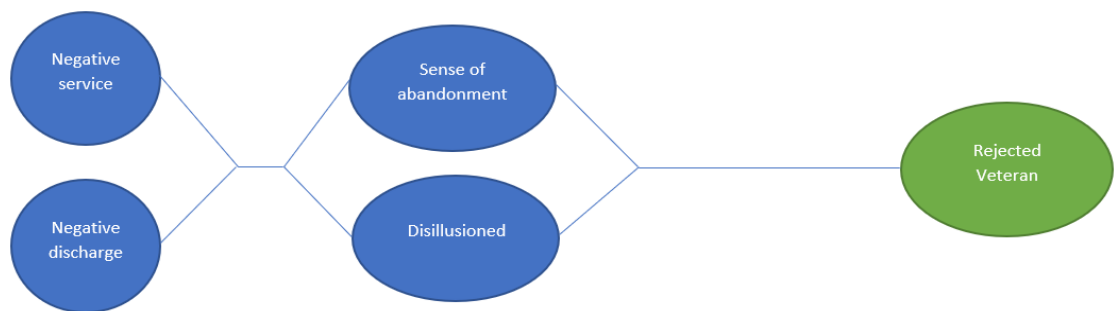 Negative
service
Sense of
abandonment
Rejected
Veteran
Negative
discharge
Disillusioned